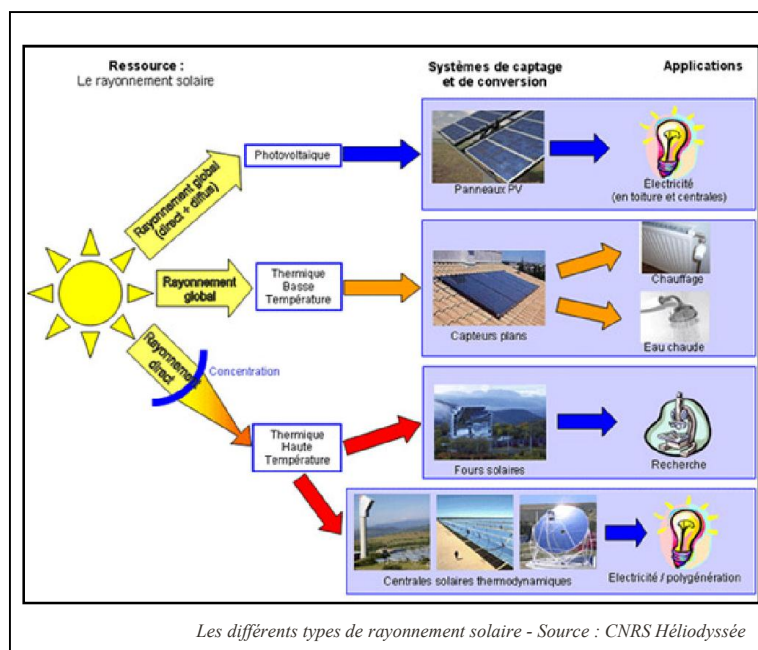 Ressource :
Le rayonnement solaire
Systèmes de captage
et de conversion
Applications
Rayonnement global
(direct + diffus)
Photovoltaïque
Panneaux PV
Électricité
(en toiture et centrales)
Rayonnement
global
Thermique
Basse
Température
Capteurs plans
Chauffage
Eau chaude
Rayonnement
direct
Concentration
Thermique
Haute
Température
Fours solaires
Recherche
Centrales solaires thermodynamiques
Electricité / polygénération
Les différents types de rayonnement solaire - Source : CNRS Héliodyssée